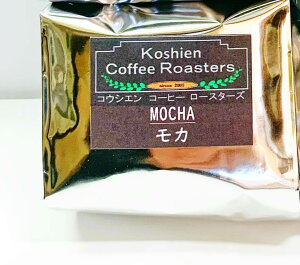 Koshien
Coffee Roasters
since 2005
コウシエン コーヒー ロースターズ
MOCHA
モカ